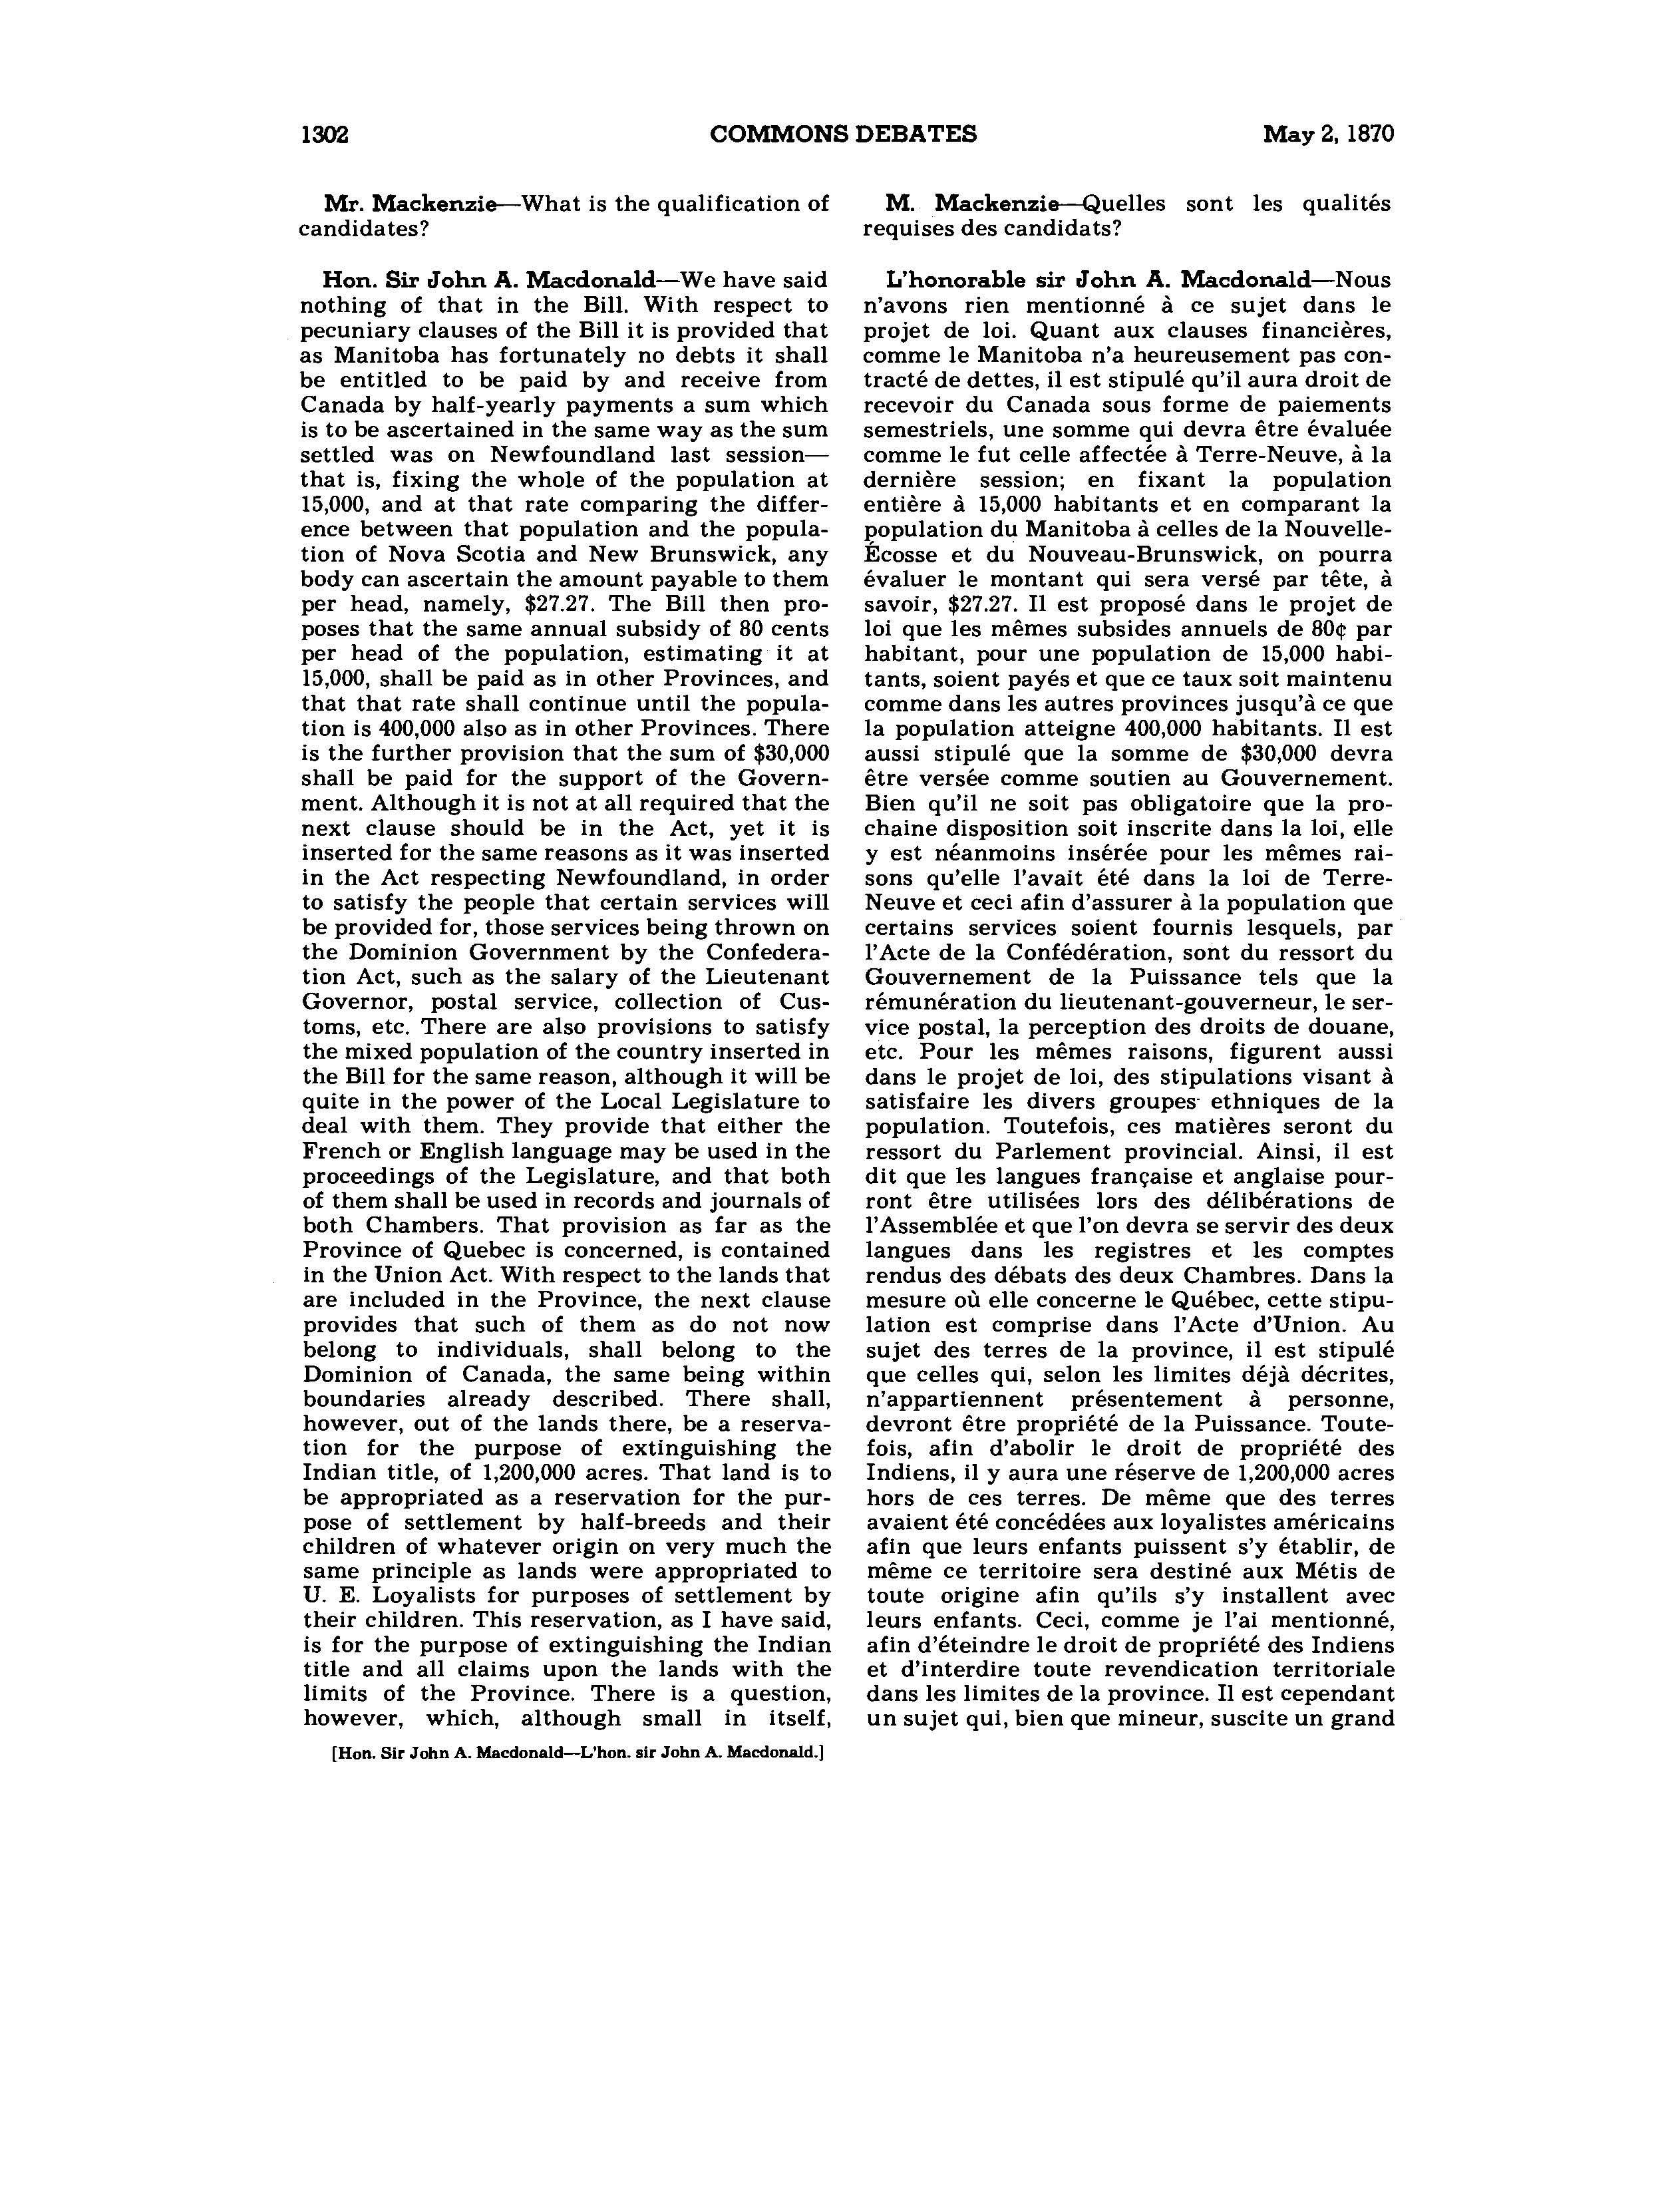 1302 COMMONS DEBATES May 2, 1870
Mr. Mackenzie—What is the qualification of
candidates?
Hon. Sir John A. Macdonald—We have said
nothing of that in the Bill. With respect to
pecuniary clauses of the Bill it is provided that
as Manitoba has fortunately no debts it shall
be entitled to be paid by and receive from
Canada by half-yearly payments a sum which
is to be ascertained in the same way as the sum
settled was on Newfoundland last session—
that is, fixing the whole of the population at
15,000, and at that rate comparing the differ-
ence between that population and the popula-
tion of Nova Scotia and New Brunswick, any
body can ascertain the amount payable to them
per head, namely, $27.27. The Bill then pro-
poses that the same annual subsidy of 80 cents
per head of the population, estimating it at
15,000, shall be paid as in other Provinces, and
that that rate shall continue until the popula-
tion is 400,000 also as in other Provinces. There
is the further provision that the sum of $30,000
shall be paid for the support of the Govern-
ment. Although it is not at all required that the
next clause should be in the Act, yet it is
inserted for the same reasons as it was inserted
in the Act respecting Newfoundland, in order
to satisfy the people that certain services will
be provided for, those services being thrown on
the Dominion Government by the Confedera-
tion Act, such as the salary of the Lieutenant
Governor, postal service, collection of Cus-
toms, etc. There are also provisions to satisfy
the mixed population of the country inserted in
the Bill for the same reason, although it will be
quite in the power of the Local Legislature to
deal with them. They provide that either the
French or English language may be used in the
proceedings of the Legislature, and that both
of them shall be used in records and journals of
both Chambers. That provision as far as the
Province of Quebec is concerned, is contained
in the Union Act. With respect to the lands that
are included in the Province, the next clause
provides that such of them as do not now
belong to individuals, shall belong to the
Dominion of Canada, the same being within
boundaries already described. There shall,
however, out of the lands there, be a reserva-
tion for the purpose of extinguishing the
Indian title, of 1,200,000 acres. That land is to
be appropriated as a reservation for the pur-
pose of settlement by half-breeds and their
children of whatever origin on very much the
same principle as lands were appropriated to
U. E. Loyalists for purposes of settlement by
their children. This reservation, as I have said,
is for the purpose of extinguishing the Indian
title and all claims upon the lands with the
limits of the Province. There is a question,
however, which, although small in itself,
[Hon. Sir John A. Macdonald—L'hon. sir John A. Macdonald.]
M. Mackenzie—Quelles sont les qualités
requises des candidats?
L'honorable sir John A. Macdonald—Nous
n'avons rien mentionné à ce sujet dans le
projet de loi. Quant aux clauses financières,
comme le Manitoba n'a heureusement pas con-
tracté de dettes, il est stipulé qu'il aura droit de
recevoir du Canada sous forme de paiements
semestriels, une somme qui devra être évaluée
comme le fut celle affectée à Terre-Neuve, à la
dernière session; en fixant la population
entière à 15,000 habitants et en comparant la
population du Manitoba à celles de la Nouvelle-
Écosse et du Nouveau-Brunswick, on pourra
évaluer le montant qui sera versé par tête, à
savoir, $27.27. Il est proposé dans le projet de
loi que les mêmes subsides annuels de 80¢ par
habitant, pour une population de 15,000 habi-
tants, soient payés et que ce taux soit maintenu
comme dans les autres provinces jusqu'à ce que
la population atteigne 400,000 habitants. Il est
aussi stipulé que la somme de $30,000 devra
être versée comme soutien au Gouvernement.
Bien qu'il ne soit pas obligatoire que la pro-
chaine disposition soit inscrite dans la loi, elle
y est néanmoins insérée pour les mêmes rai-
sons qu'elle l'avait été dans la loi de Terre-
Neuve et ceci afin d'assurer à la population que
certains services soient fournis lesquels, par
l'Acte de la Confédération, sont du ressort du
Gouvernement de la Puissance tels que la
rémunération du lieutenant-gouverneur, le ser-
vice postal, la perception des droits de douane,
etc. Pour les mêmes raisons, figurent aussi
dans le projet de loi, des stipulations visant à
satisfaire les divers groupes ethniques de la
population. Toutefois, ces matières seront du
ressort du Parlement provincial. Ainsi, il est
dit que les langues française et anglaise pour-
ront être utilisées lors des délibérations de
l'Assemblée et que l'on devra se servir des deux
langues dans les registres et les comptes
rendus des débats des deux Chambres. Dans la
mesure où elle concerne le Québec, cette stipu-
lation est comprise dans l'Acte d'Union. Au
sujet des terres de la province, il est stipulé
que celles qui, selon les limites déjà décrites,
n'appartiennent présentement à personne,
devront être propriété de la Puissance. Toute-
fois, afin d'abolir le droit de propriété des
Indiens, il y aura une réserve de 1,200,000 acres
hors de ces terres. De même que des terres
avaient été concédées aux loyalistes américains
afin que leurs enfants puissent s'y établir, de
même ce territoire sera destiné aux Métis de
toute origine afin qu'ils s'y installent avec
leurs enfants. Ceci, comme je l'ai mentionné,
afin d'éteindre le droit de propriété des Indiens
et d'interdire toute revendication territoriale
dans les limites de la province. Il est cependant
un sujet qui, bien que mineur, suscite un grand